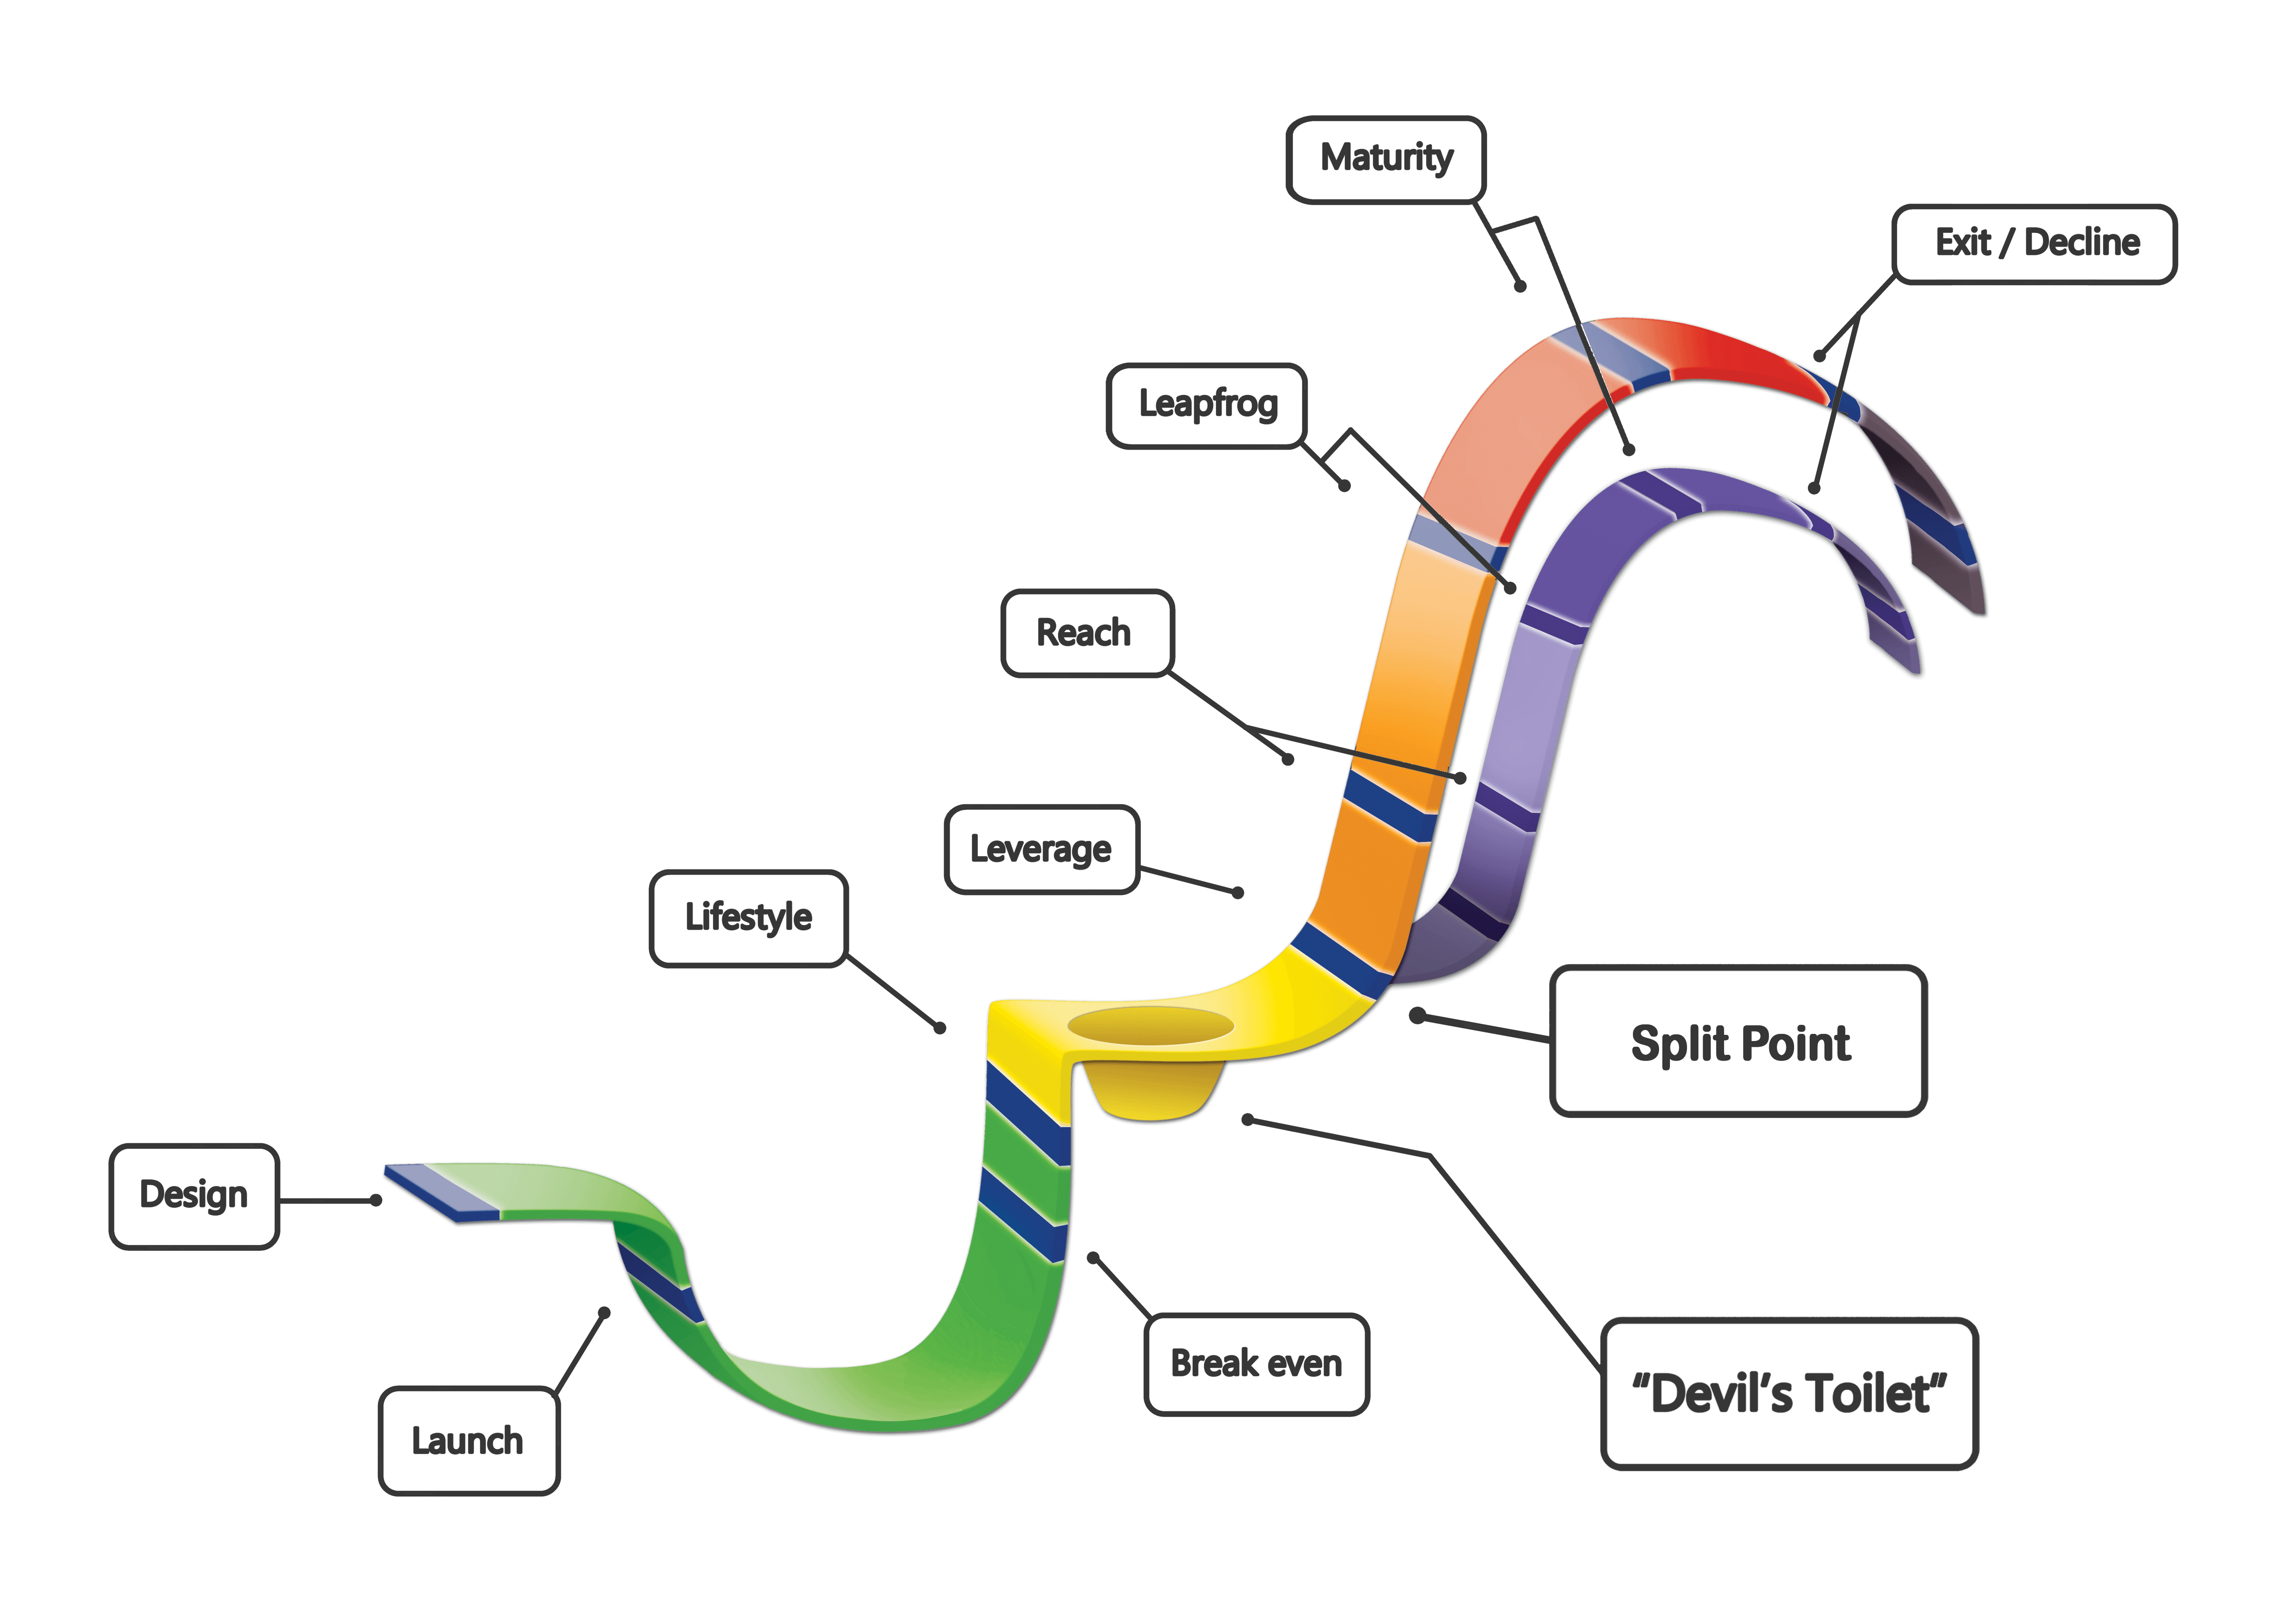 Maturity
Exit / Decline
Leapfrog
Reach
Leverage
Lifestyle
Split Point
Design
Break even
"Devil's Toilet"
Launch